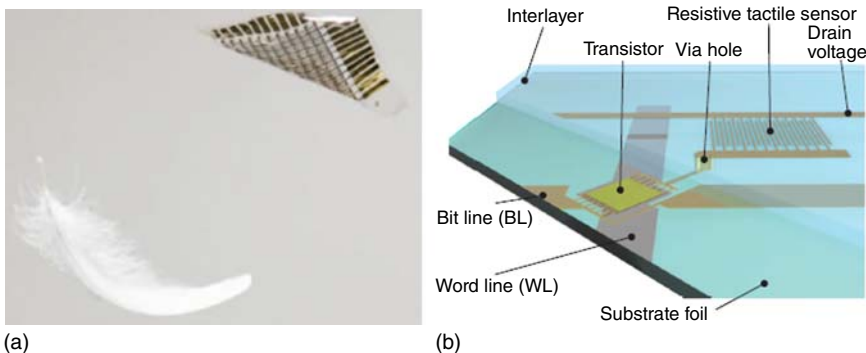 Interlayer
Resistive tactile sensor
Transistor
Via hole
Drain
voltage
Bit line (BL)
Word line (WL)
Substrate foil
(a)
(b)